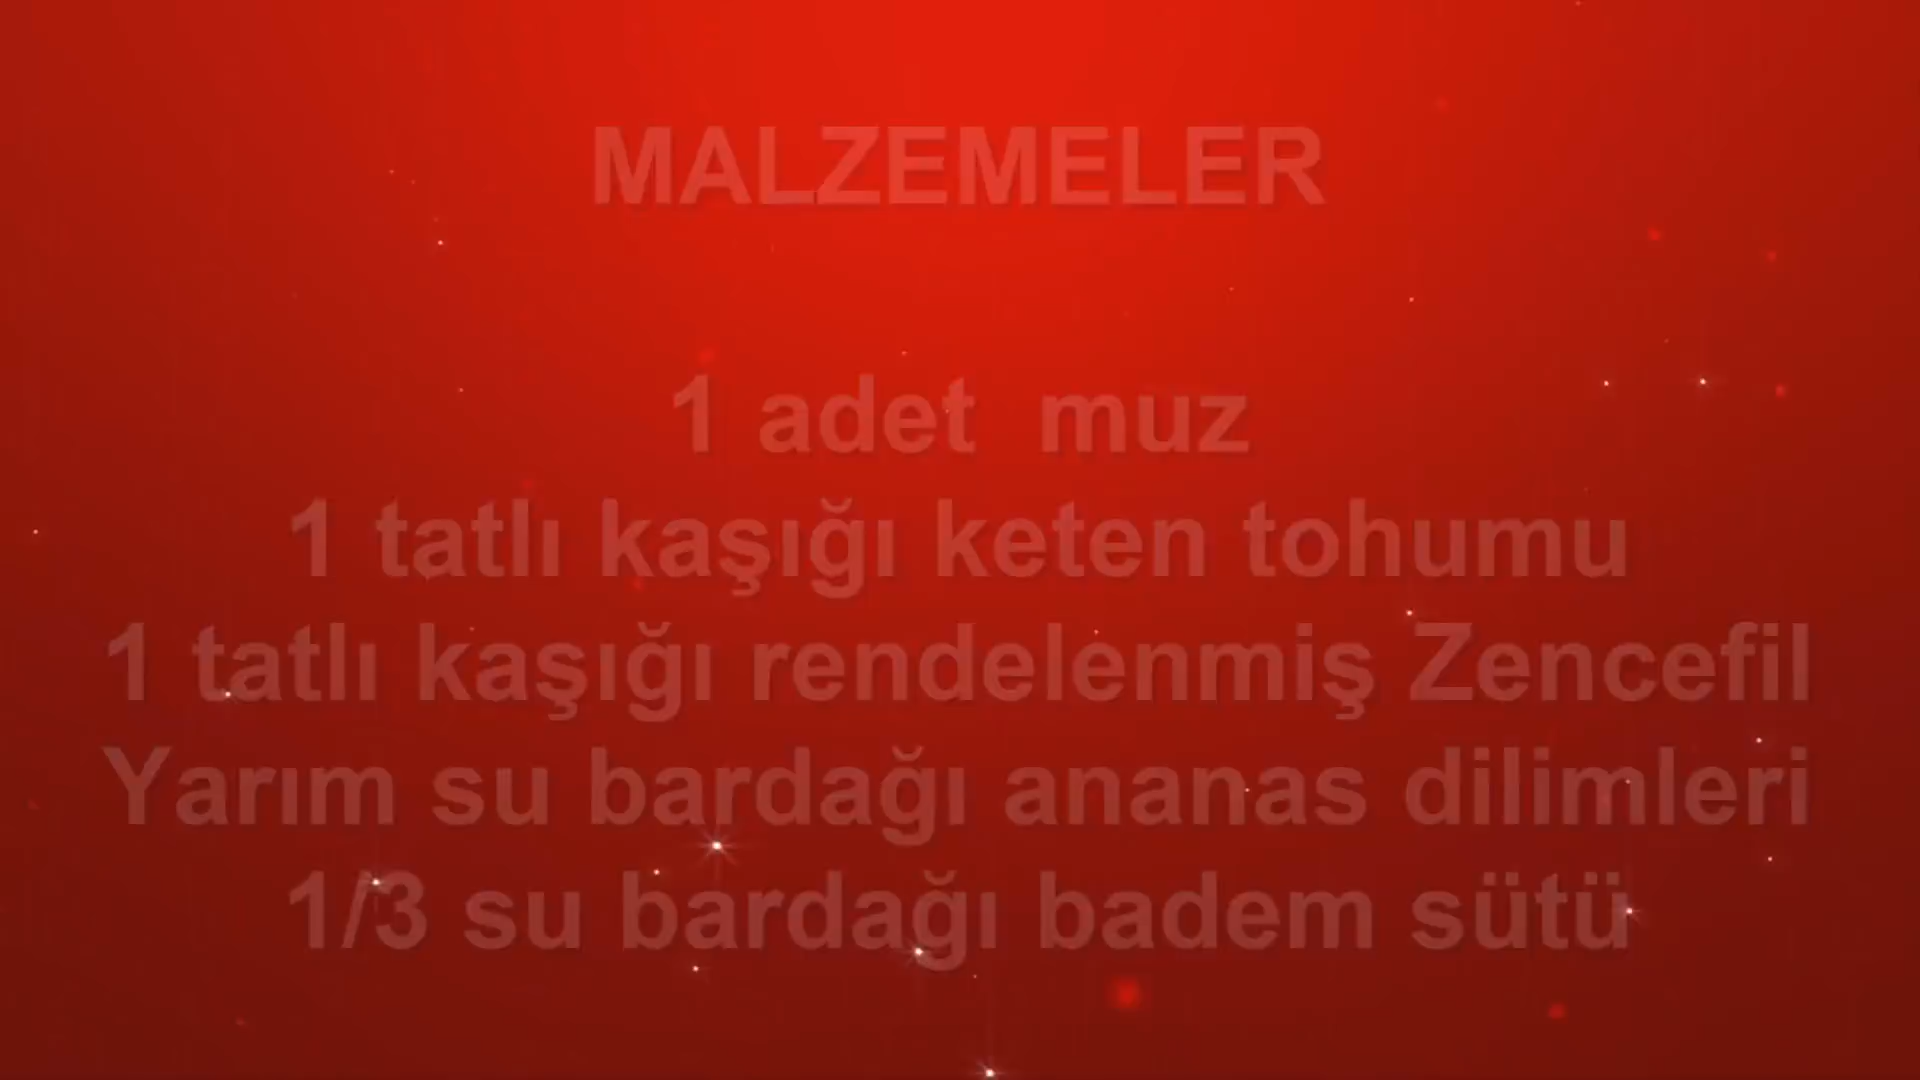 MALZEMELER
1 adet  muz
1 tatlı kaşığı keten tohumu
1 tatlı kaşığı rendelenmiş Zencefil
Yarım su bardağı ananas dilimleri
1/3 su bardağı badem sütü